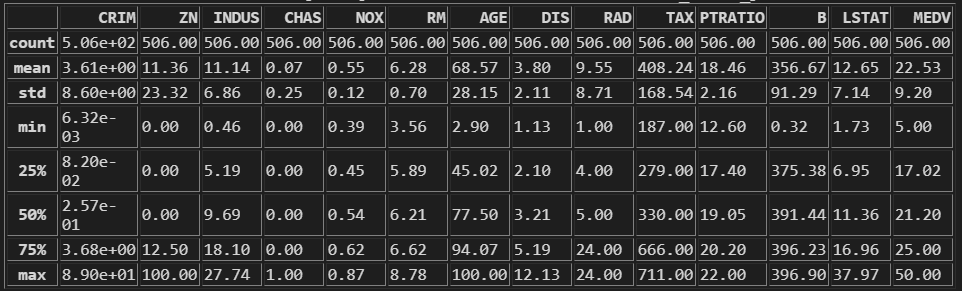 CRIM ZN INDUS CHAS NOX RM AGE DIS RAD TAX PTRATIO B LSTAT MEDV
count 5.06e+02 506.00 506.00 506.00 506.00 506.00 506.00 506.00 506.00 506.00 506.00 506.00 506.00 506.00
mean 3.61e+00 11.36 11.14 0.07 0.55 6.28 68.57 3.80 9.55 408.24 18.46 356.67 12.65 22.53
std 8.60e+00 23.32 6.86 0.25 0.12 0.70 28.15 2.11 8.71 168.54 2.16 91.29 7.14 9.20
min 6.32e-03 0.00 0.46 0.00 0.39 3.56 2.90 1.13 1.00 187.00 12.60 0.32 1.73 5.00
25% 8.20e-02 0.00 5.19 0.00 0.45 5.89 45.02 2.10 4.00 279.00 17.40 375.38 6.95 17.02
50% 2.57e-01 0.00 9.69 0.00 0.54 6.21 77.50 3.21 5.00 330.00 19.05 391.44 11.36 21.20
75% 3.68e+00 12.50 18.10 0.00 0.62 6.62 94.07 5.19 24.00 666.00 20.20 396.23 16.96 25.00
max 8.90e+01 100.00 27.74 1.00 0.87 8.78 100.00 12.13 24.00 711.00 22.00 396.90 37.97 50.00